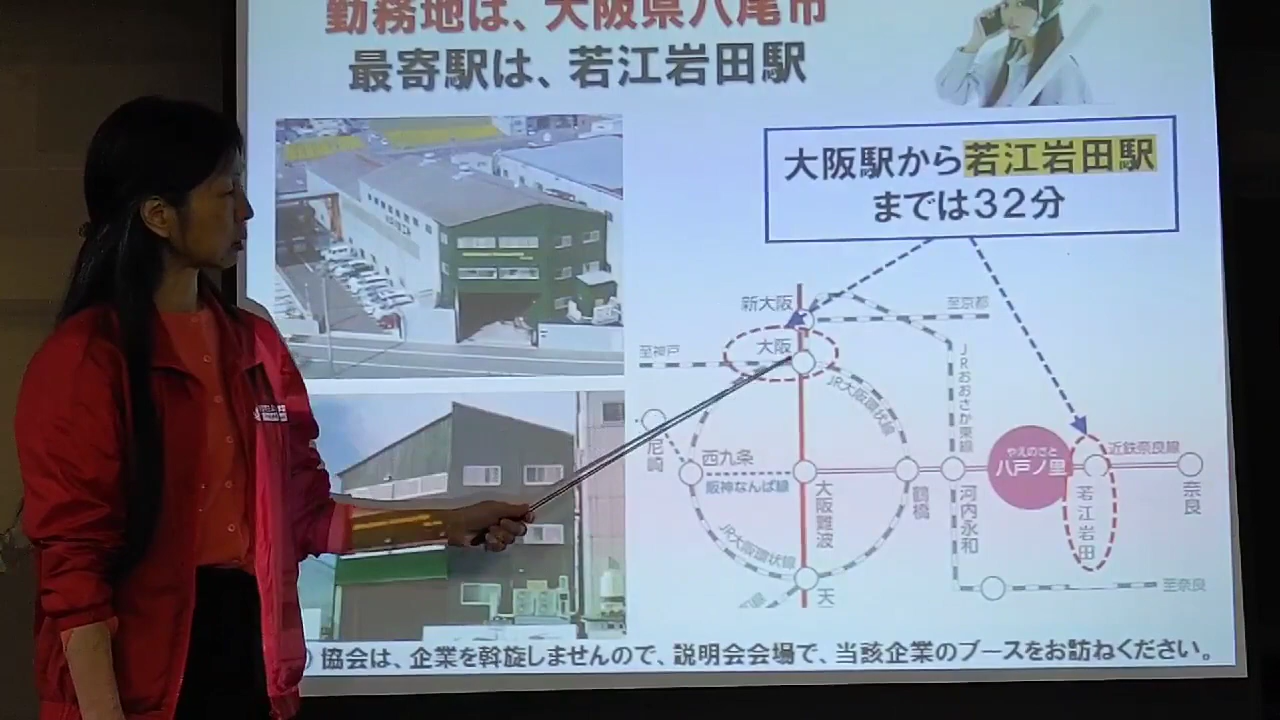 勤務地は、大阪県八尾市
最寄駅は、若江岩田駅
大阪駅から若江岩田駅
までは32分
新大阪
至京都
至神戸
大阪
JR大阪環状線
JRおおさか東線
尼崎
西九条
阪神なんば線
大阪難波
鶴橋
河内永和
やえのさと
八戸ノ里
近鉄奈良線
若江岩田
奈良
JR大阪環状線
天
至奈良
協会は、企業を斡旋しませんので、説明会会場で、当該企業のブースをお訪ねください。